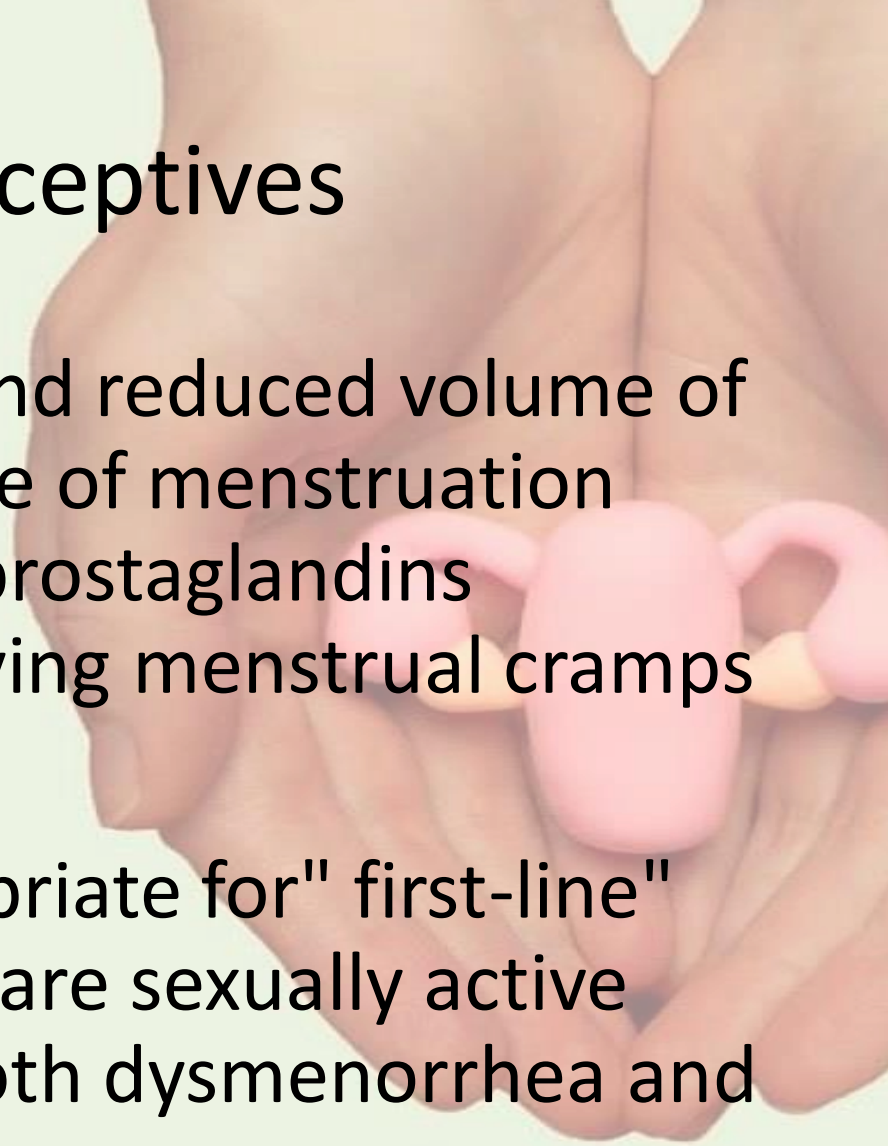 ceptives
nd reduced volume of
e of menstruation
prostaglandins
ving menstrual cramps
priate for" first-line"
are sexually active
oth dysmenorrhea and